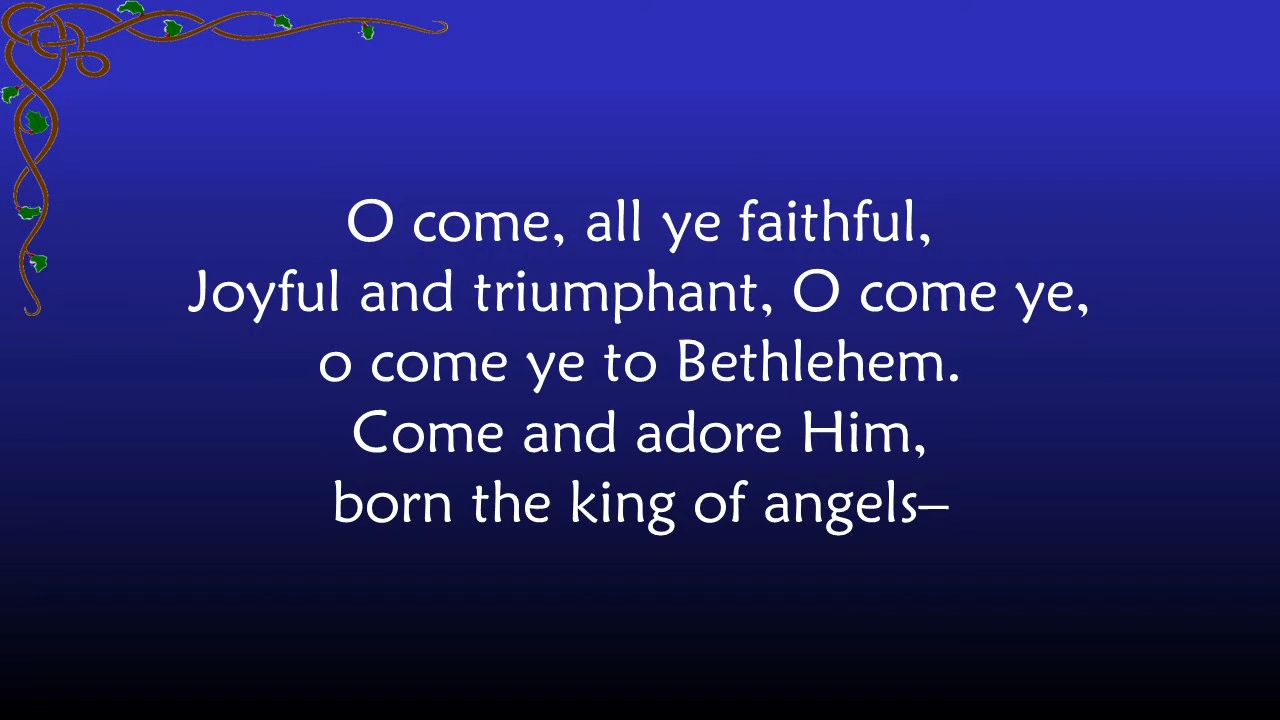 O come, all ye faithful,
Joyful and triumphant, O come ye,
o come ye to Bethlehem.
Come and adore Him,
born the king of angels–